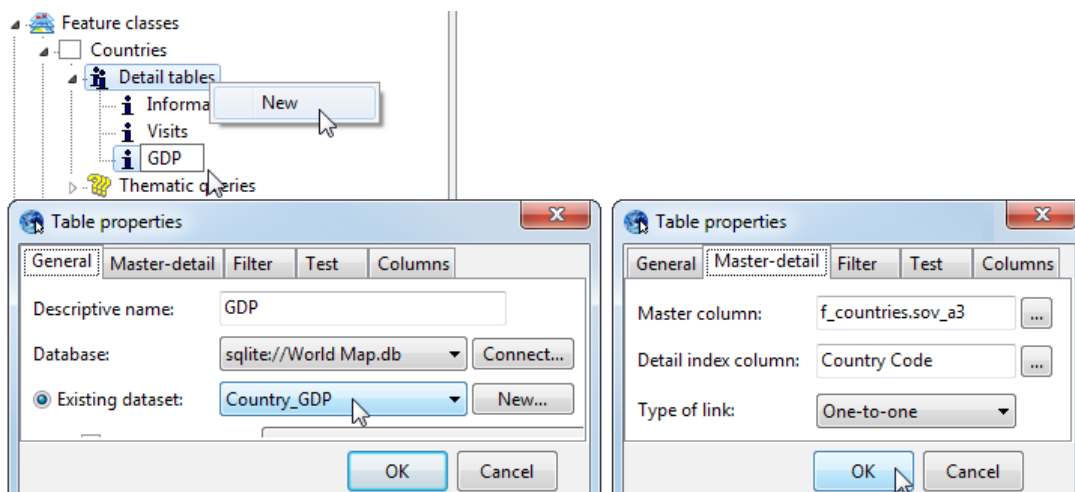 Feature classes
Countries
Detail tables
Informa
New
Visits
GDP
Thematic queries
Table properties
General Master-detail Filter Test Columns
Descriptive name: GDP
Database: sqlite://World Map.db Connect...
Existing dataset: Country_GDP New...
OK Cancel
Table properties
General Master-detail Filter Test Columns
Master column: f_countries.sov_a3 ...
Detail index column: Country Code ...
Type of link: One-to-one
OK Cancel